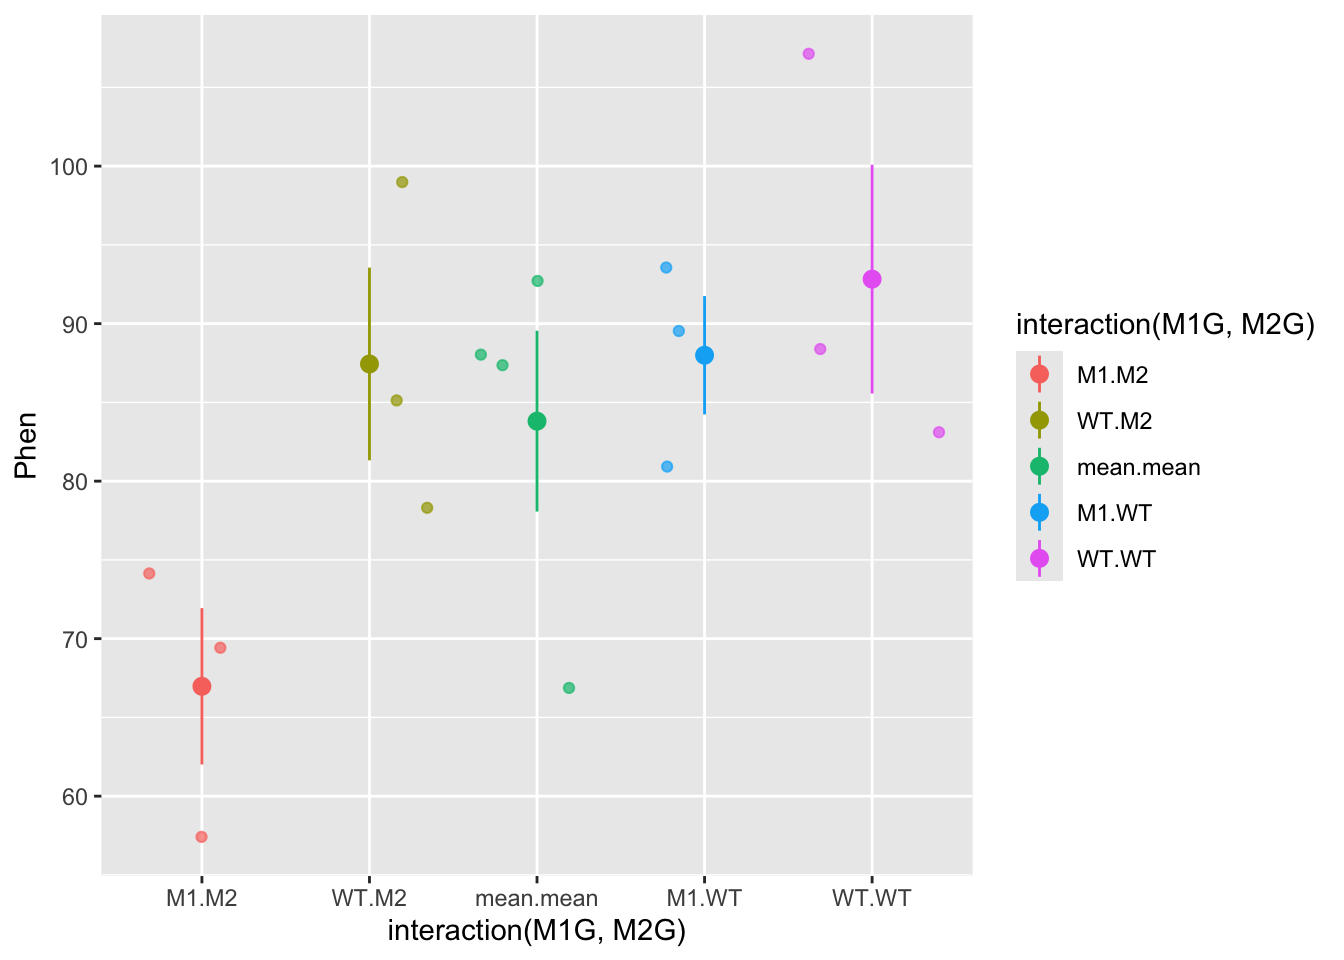 Phen
100
90
80
70
60
M1.M2
WT.M2
mean.mean
M1.WT
WT.WT
interaction(M1G, M2G)
interaction(M1G, M2G)
M1.M2
WT.M2
mean.mean
M1.WT
WT.WT